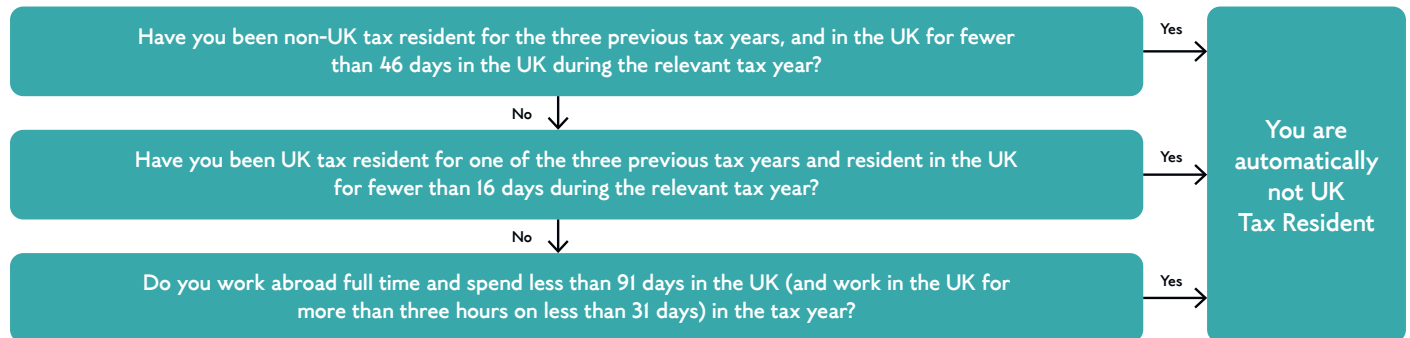 Have you been non-UK tax resident for the three previous tax years, and in the UK for fewer
than 46 days in the UK during the relevant tax year?
Yes
No
Have you been UK tax resident for one of the three previous tax years and resident in the UK
for fewer than 16 days during the relevant tax year?
Yes
No
Do you work abroad full time and spend less than 91 days in the UK (and work in the UK for
more than three hours on less than 31 days) in the tax year?
Yes
You are
automatically
not UK
Tax Resident